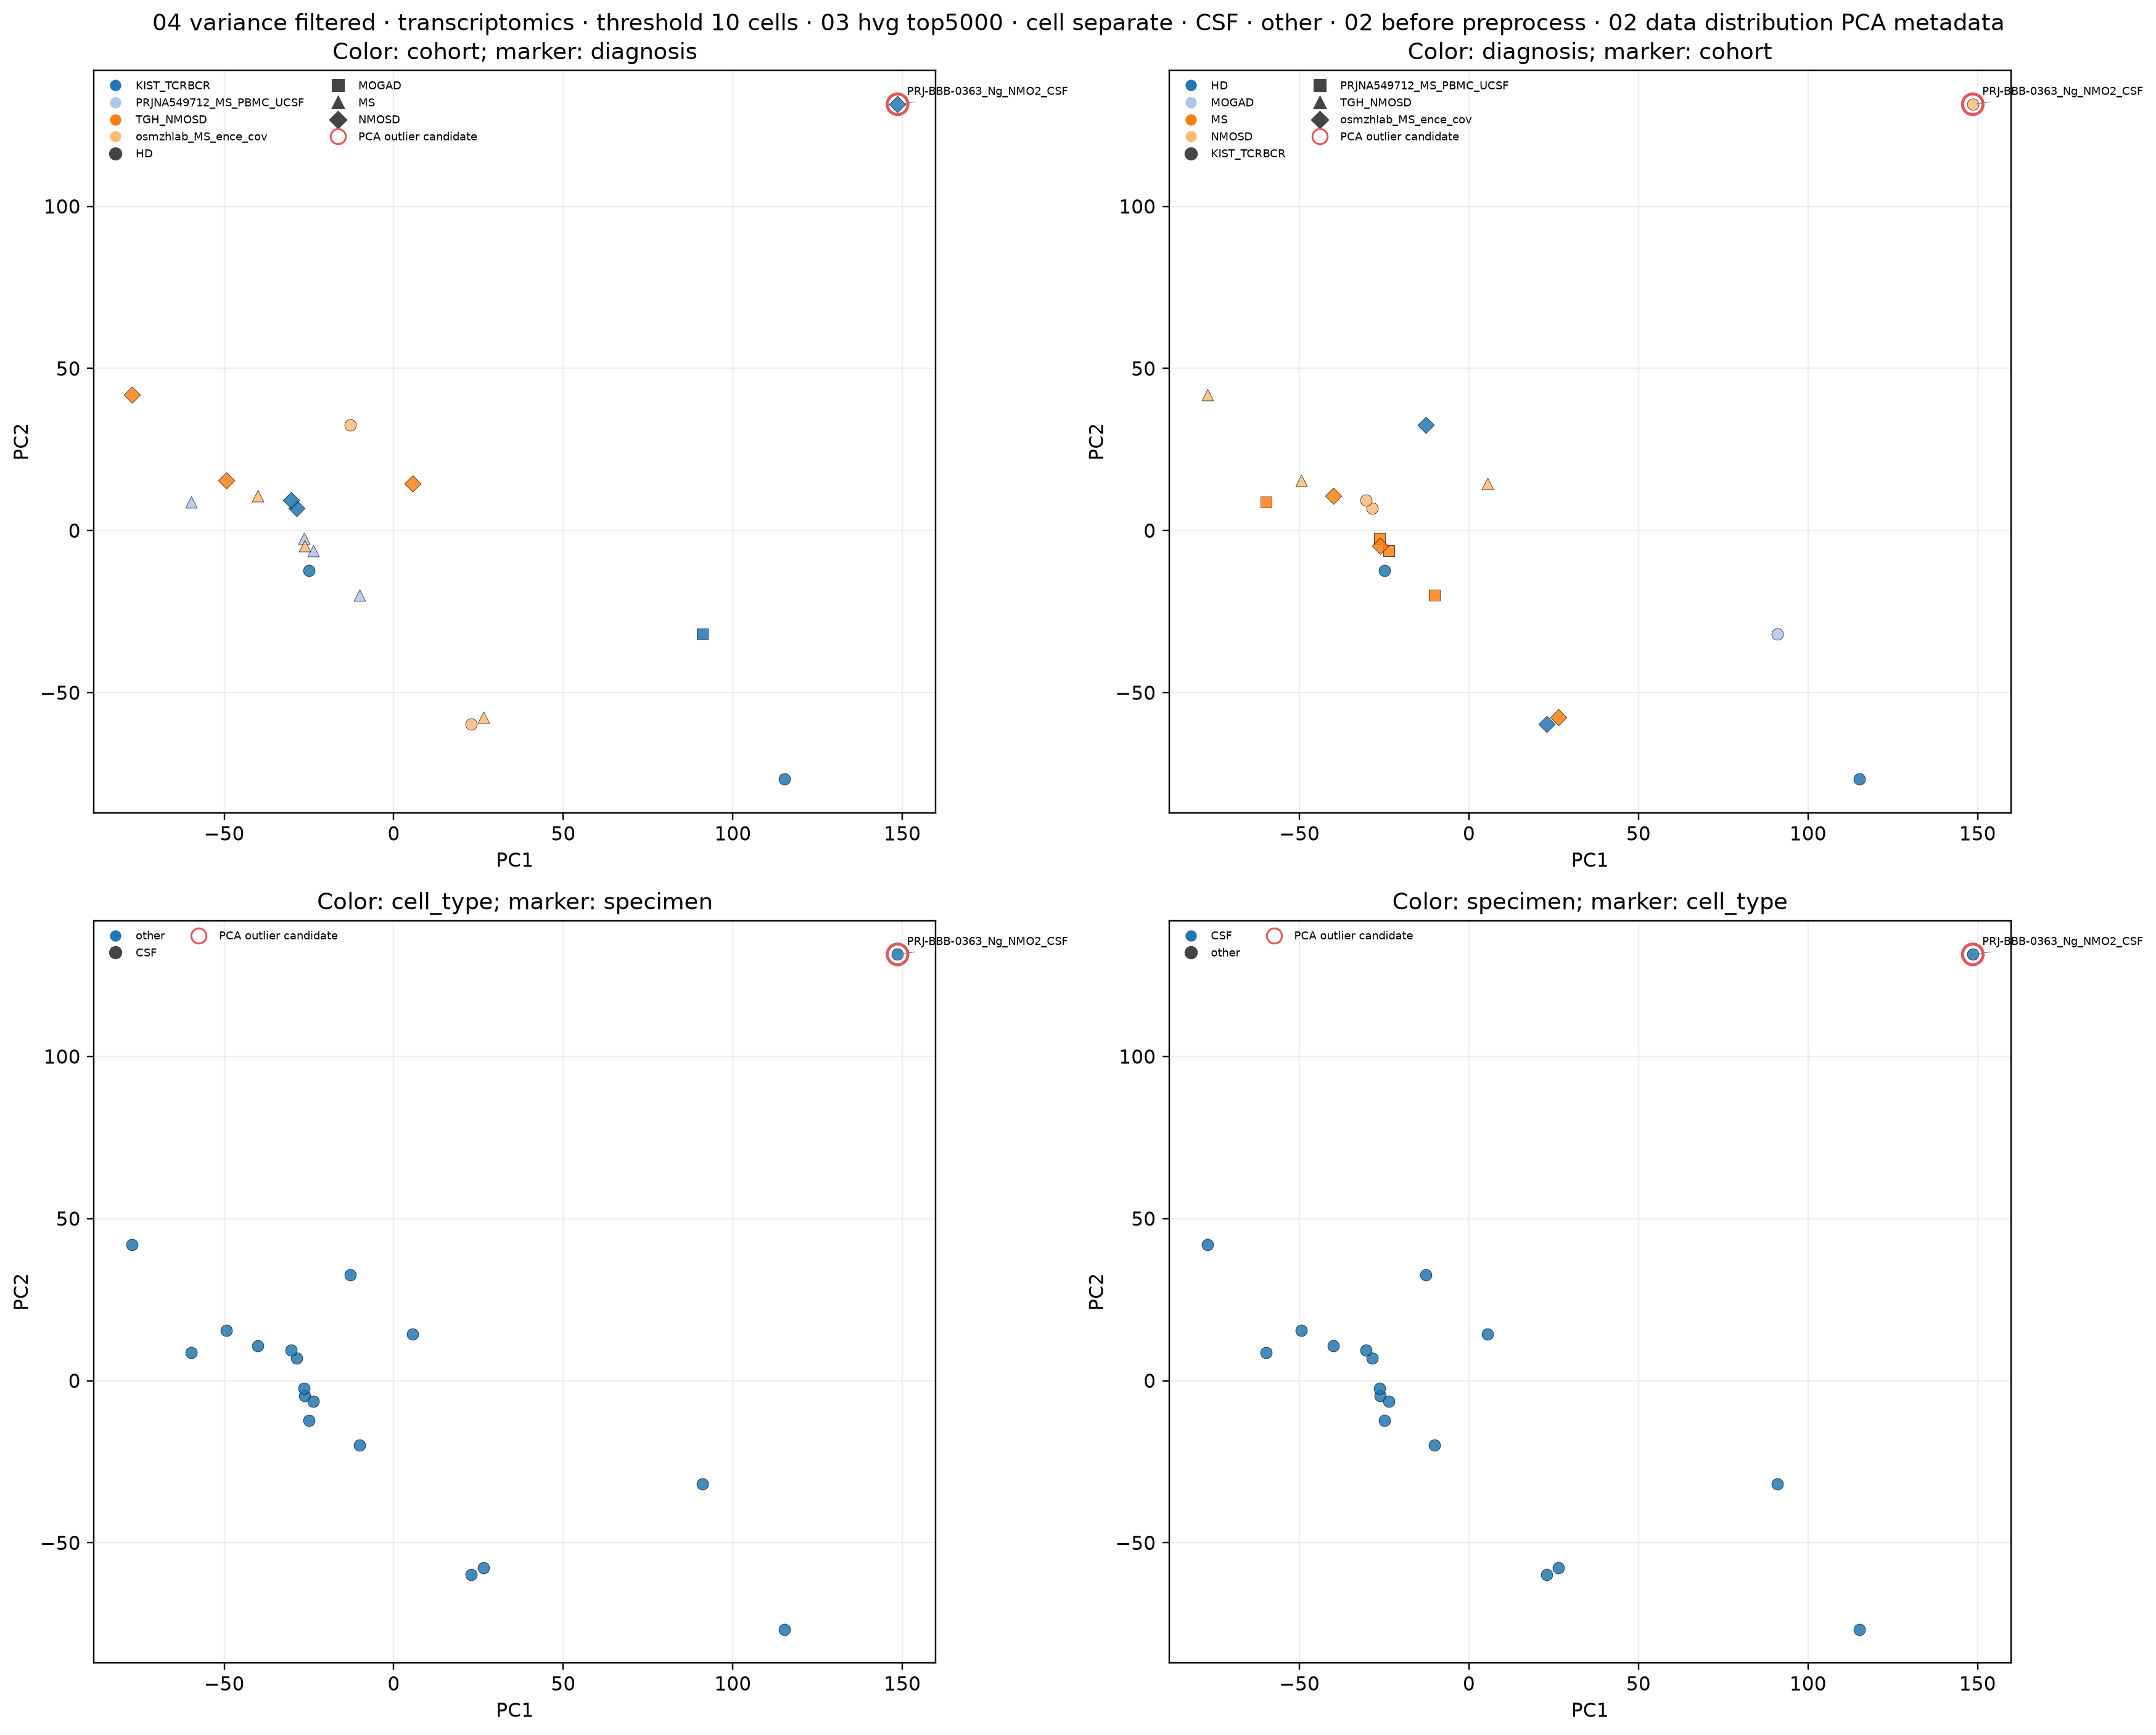 04 variance filtered · transcriptomics · threshold 10 cells · 03 hvg top5000 · cell separate · CSF · other · 02 before preprocess · 02 data distribution PCA metadata
Color: cohort; marker: diagnosis
KIST_TCRBCR
PRJNA549712_MS_PBMC_UCSF
TGH_NMOSD
osmzhlab_MS_ence_cov
HD
MOGAD
MS
NMOSD
PCA outlier candidate
PRJ-BBB-0363_Ng_NMO2_CSF
100
50
0
−50
PC2
−50
0
50
100
150
PC1
Color: diagnosis; marker: cohort
HD
MOGAD
MS
NMOSD
KIST_TCRBCR
PRJNA549712_MS_PBMC_UCSF
TGH_NMOSD
osmzhlab_MS_ence_cov
PCA outlier candidate
PRJ-BBB-0363_Ng_NMO2_CSF
100
50
0
−50
PC2
−50
0
50
100
150
PC1
Color: cell_type; marker: specimen
other
CSF
PCA outlier candidate
PRJ-BBB-0363_Ng_NMO2_CSF
100
50
0
−50
PC2
−50
0
50
100
150
PC1
Color: specimen; marker: cell_type
CSF
other
PCA outlier candidate
PRJ-BBB-0363_Ng_NMO2_CSF
100
50
0
−50
PC2
−50
0
50
100
150
PC1